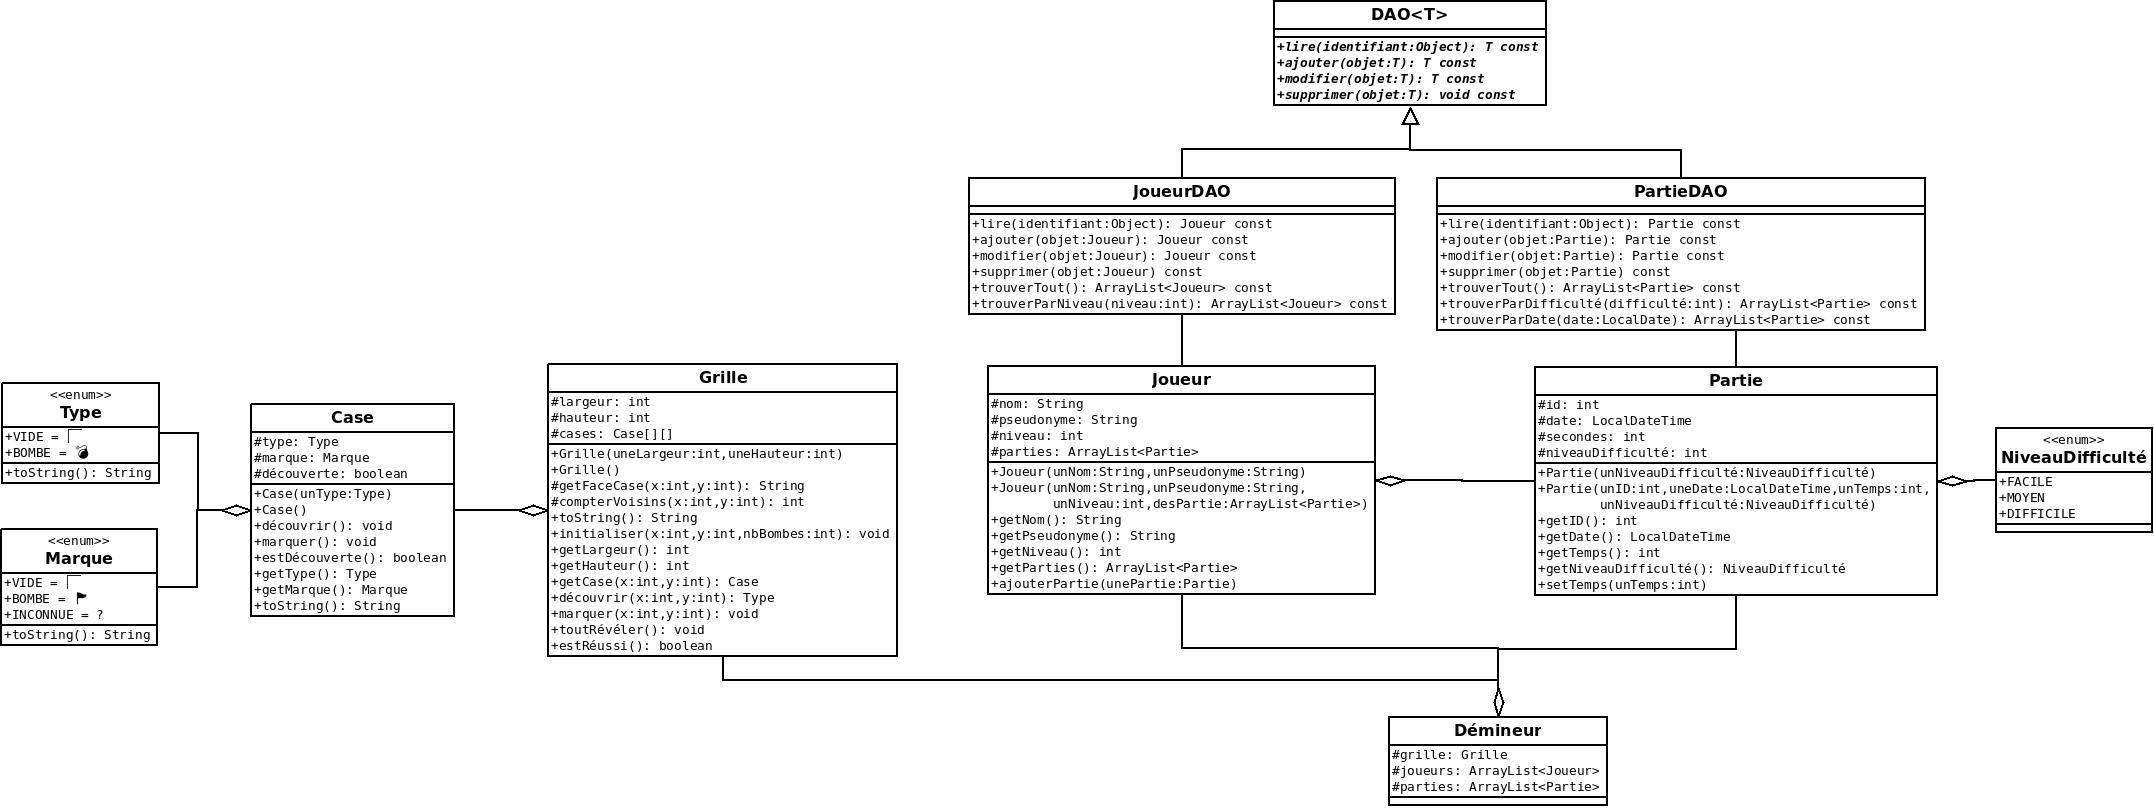 DAO<T>
+lire(identifiant:Object): T const
+ajouter(objet:T): T const
+modifier(objet:T): T const
+supprimer(objet:T): void const
JoueurDAO
+lire(identifiant:Object): Joueur const
+ajouter(objet:Joueur): Joueur const
+modifier(objet:Joueur): Joueur const
+supprimer(objet:Joueur) const
+trouverTout(): ArrayList<Joueur> const
+trouverParNiveau(niveau:int): ArrayList<Joueur> const
PartieDAO
+lire(identifiant:Object): Partie const
+ajouter(objet:Partie): Partie const
+modifier(objet:Partie): Partie const
+supprimer(objet:Partie) const
+trouverTout(): ArrayList<Partie> const
+trouverParDifficulté(difficulté:int): ArrayList<Partie> const
+trouverParDate(date:LocalDate): ArrayList<Partie> const
<<enum>>
Type
+VIDE =
+BOMBE = 💣
+toString(): String
<<enum>>
Marque
+VIDE =
+BOMBE = ⚑
+INCONNUE = ?
+toString(): String
Case
#type: Type
#marque: Marque
#découverte: boolean
+Case(unType:Type)
+Case()
+découvrir(): void
+marquer(): void
+estDécouverte(): boolean
+getType(): Type
+getMarque(): Marque
+toString(): String
Grille
#largeur: int
#hauteur: int
#cases: Case[][]
+Grille(uneLargeur:int,uneHauteur:int)
+Grille()
#getFaceCase(x:int,y:int): String
#compterVoisins(x:int,y:int): int
+toString(): String
+initialiser(x:int,y:int,nbBombes:int): void
+getLargeur(): int
+getHauteur(): int
+getCase(x:int,y:int): Case
+découvrir(x:int,y:int): Type
+marquer(x:int,y:int): void
+toutRévéler(): void
+estRéussi(): boolean
Joueur
#nom: String
#pseudonyme: String
#niveau: int
#parties: ArrayList<Partie>
+Joueur(unNom:String,unPseudonyme:String)
+Joueur(unNom:String,unPseudonyme:String,
unNiveau:int,desPartie:ArrayList<Partie>)
+getNom(): String
+getPseudonyme(): String
+getNiveau(): int
+getParties(): ArrayList<Partie>
+ajouterPartie(unePartie:Partie)
Partie
#id: int
#date: LocalDateTime
#secondes: int
#niveauDifficulté: int
+Partie(unNiveauDifficulté:NiveauDifficulté)
+Partie(unID:int,uneDate:LocalDateTime,unTemps:int,
unNiveauDifficulté:NiveauDifficulté)
+getID(): int
+getDate(): LocalDateTime
+getTemps(): int
+getNiveauDifficulté(): NiveauDifficulté
+setTemps(unTemps:int)
<<enum>>
NiveauDifficulté
+FACILE
+MOYEN
+DIFFICILE
Démineur
#grille: Grille
#joueurs: ArrayList<Joueur>
#parties: ArrayList<Partie>